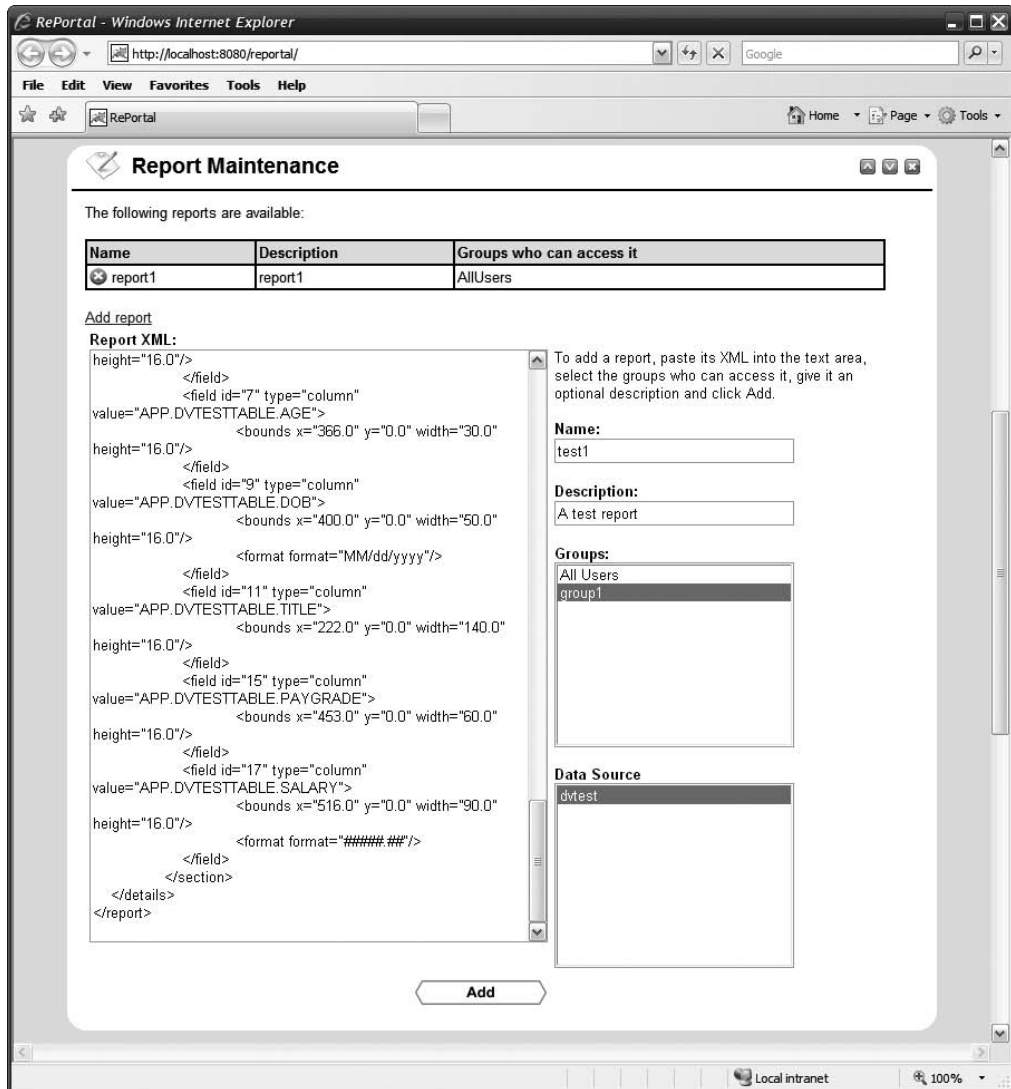 RePortal - Windows Internet Explorer
http://localhost:8080/reportal/
Google
File Edit View Favorites Tools Help
RePortal
Home Page Tools
Report Maintenance
The following reports are available:
Name Description Groups who can access it
report1 report1 AllUsers
Add report
Report XML:
height="16.0"/>
</field>
<field id="7" type="column"
value="APP.DVTESTTABLE.AGE">
<bounds x="366.0" y="0.0" width="30.0"
height="16.0"/>
</field>
<field id="9" type="column"
value="APP.DVTESTTABLE.DOB">
<bounds x="400.0" y="0.0" width="50.0"
height="16.0"/>
<format format="MM/dd/yyyy"/>
</field>
<field id="11" type="column"
value="APP.DVTESTTABLE.TITLE">
<bounds x="222.0" y="0.0" width="140.0"
height="16.0"/>
</field>
<field id="15" type="column"
value="APP.DVTESTTABLE.PAYGRADE">
<bounds x="453.0" y="0.0" width="60.0"
height="16.0"/>
</field>
<field id="17" type="column"
value="APP.DVTESTTABLE.SALARY">
<bounds x="516.0" y="0.0" width="90.0"
height="16.0"/>
<format format="#####.##"/>
</field>
</section>
</details>
</report>
To add a report, paste its XML into the text area,
select the groups who can access it, give it an
optional description and click Add.
Name:
test1
Description:
A test report
Groups:
All Users
group1
Data Source
dvtest
Add
Local intranet
100%